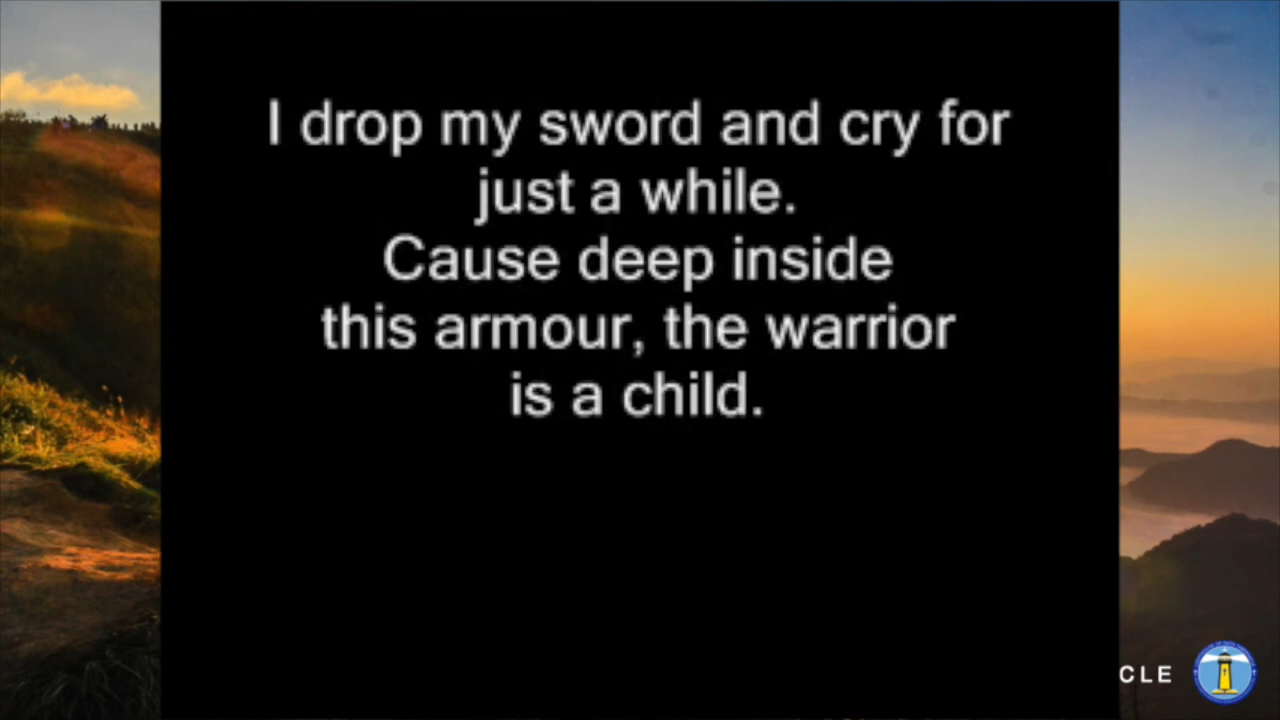 I drop my sword and cry for
just a while.
Cause deep inside
this armour, the warrior
is a child.
CLE